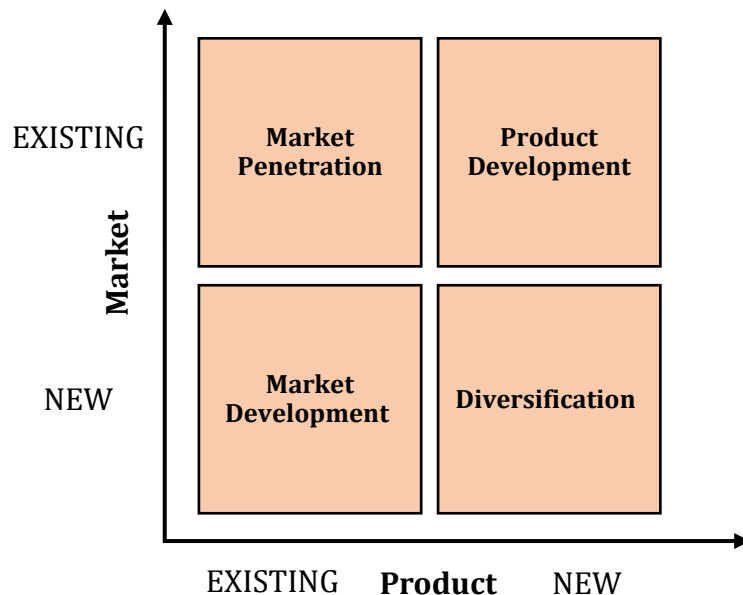 EXISTING
Market
Penetration
Product
Development
Market
NEW
Market
Development
Diversification
EXISTING Product NEW